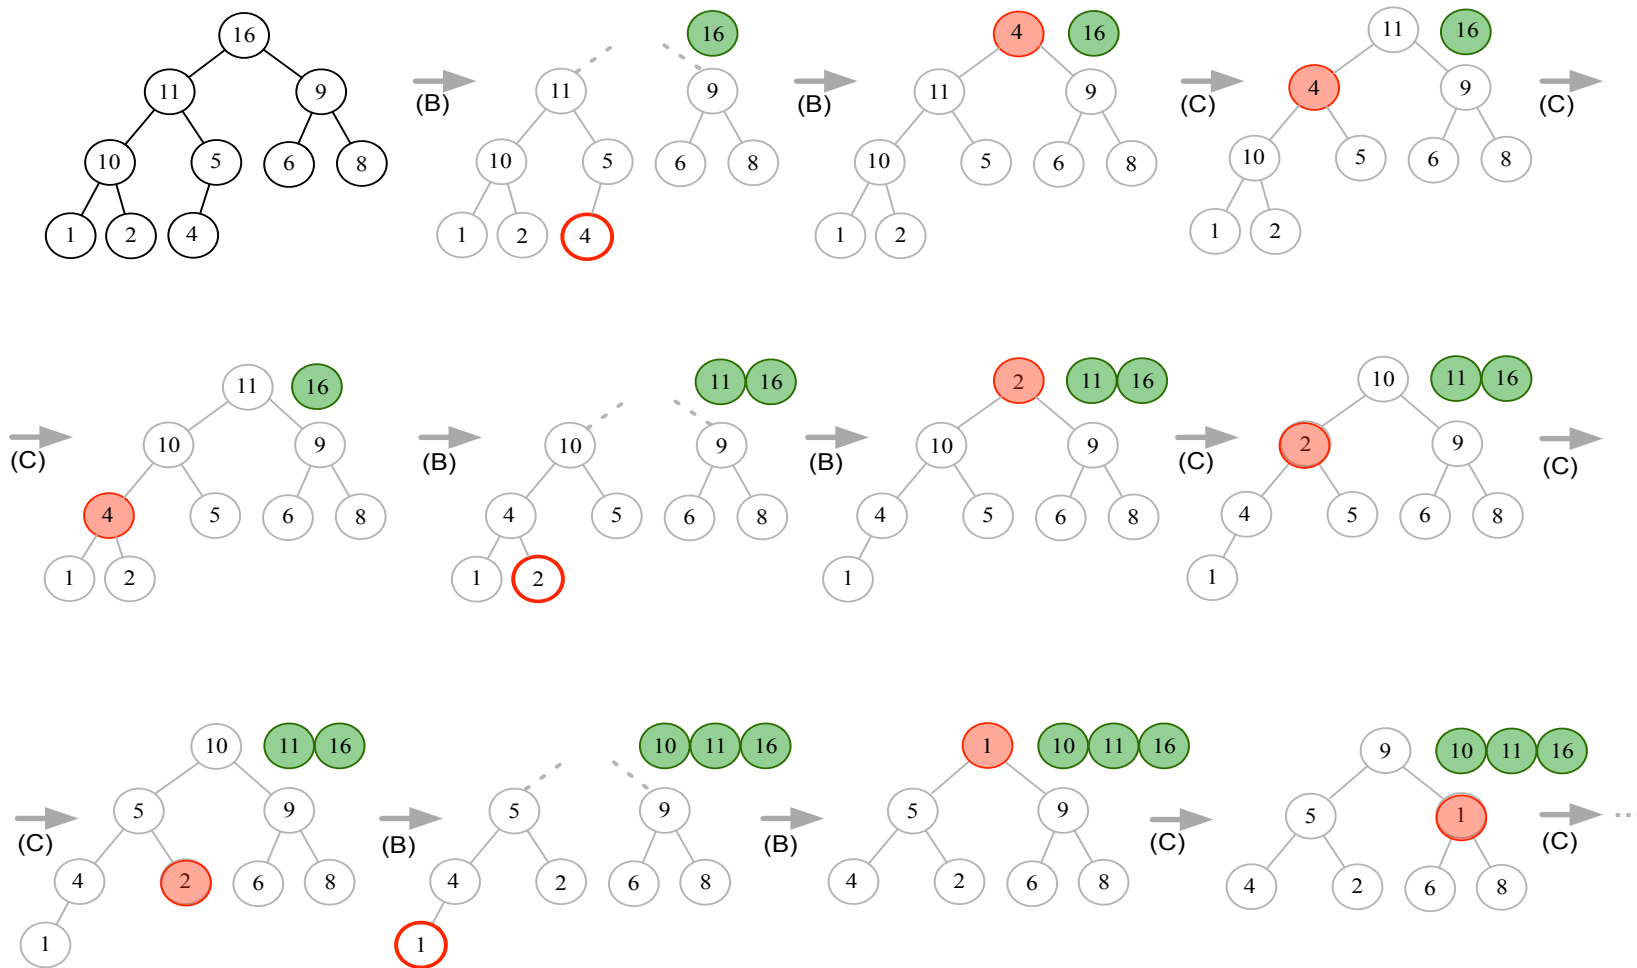 16 16 4 16 11 16
11 9 11 9 11 9 4 9
(B) (B) (C) (C)
10 5 6 8 10 5 6 8 10 5 6 8 10 5 6 8
1 2 4 1 2 4 1 2 1 2
11 16 11 16 2 11 16 10 11 16
10 9 10 9 10 9 2 9
(C) (B) (B) (C) (C)
4 5 6 8 4 5 6 8 4 5 6 8 4 5 6 8
1 2 1 2 1 1
10 11 16 10 11 16 1 10 11 16 9 10 11 16
5 9 5 9 5 9 5 1
(C) (B) (B) (C) (C)
4 2 6 8 4 2 6 8 4 2 6 8 4 2 6 8
1 1